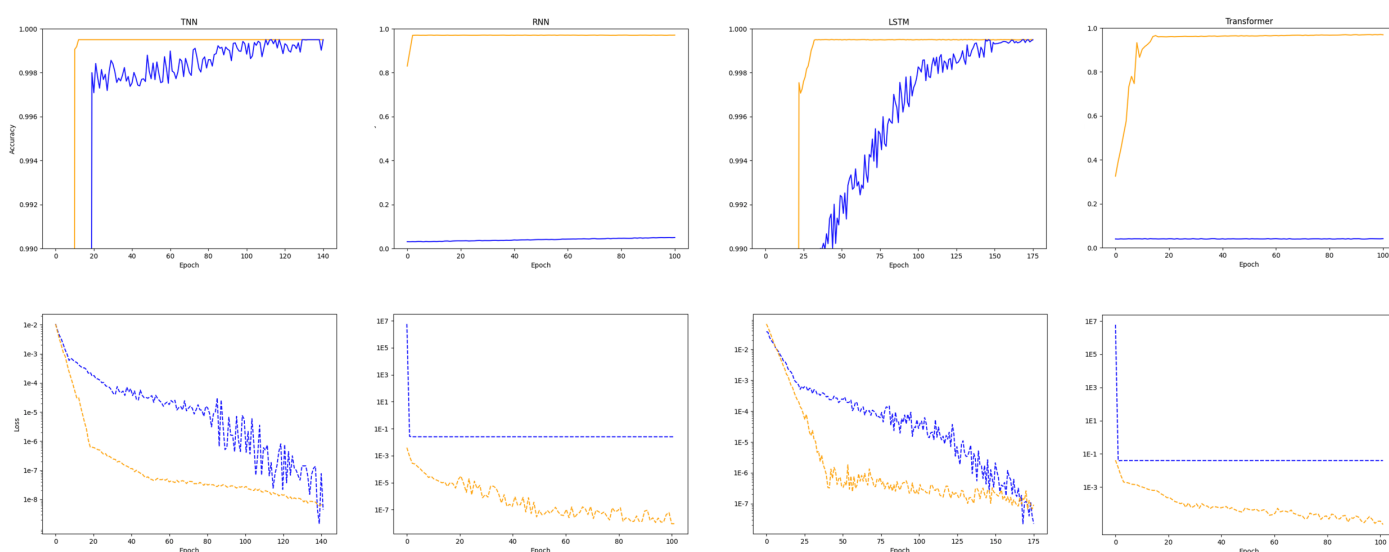 TNN
RNN
LSTM
Transformer
1.000
0.998
0.996
0.994
0.992
0.990
Accuracy
0 20 40 60 80 100 120 140
Epoch
1.0
0.8
0.6
0.4
0.2
0.0
0 20 40 60 80 100
Epoch
1.000
0.998
0.996
0.994
0.992
0.990
0 25 50 75 100 125 150 175
Epoch
1.0
0.8
0.6
0.4
0.2
0.0
0 20 40 60 80 100
Epoch
1e-2
1e-3
1e-4
1e-5
1e-6
1e-7
1e-8
Loss
0 20 40 60 80 100 120 140
Epoch
1E7
1E5
1E3
1E1
1E-1
1E-3
1E-5
1E-7
0 20 40 60 80 100
Epoch
1E-2
1E-3
1E-4
1E-5
1E-6
1E-7
0 25 50 75 100 125 150 175
Epoch
1E7
1E5
1E3
1E1
1E-1
1E-3
0 20 40 60 80 100
Epoch